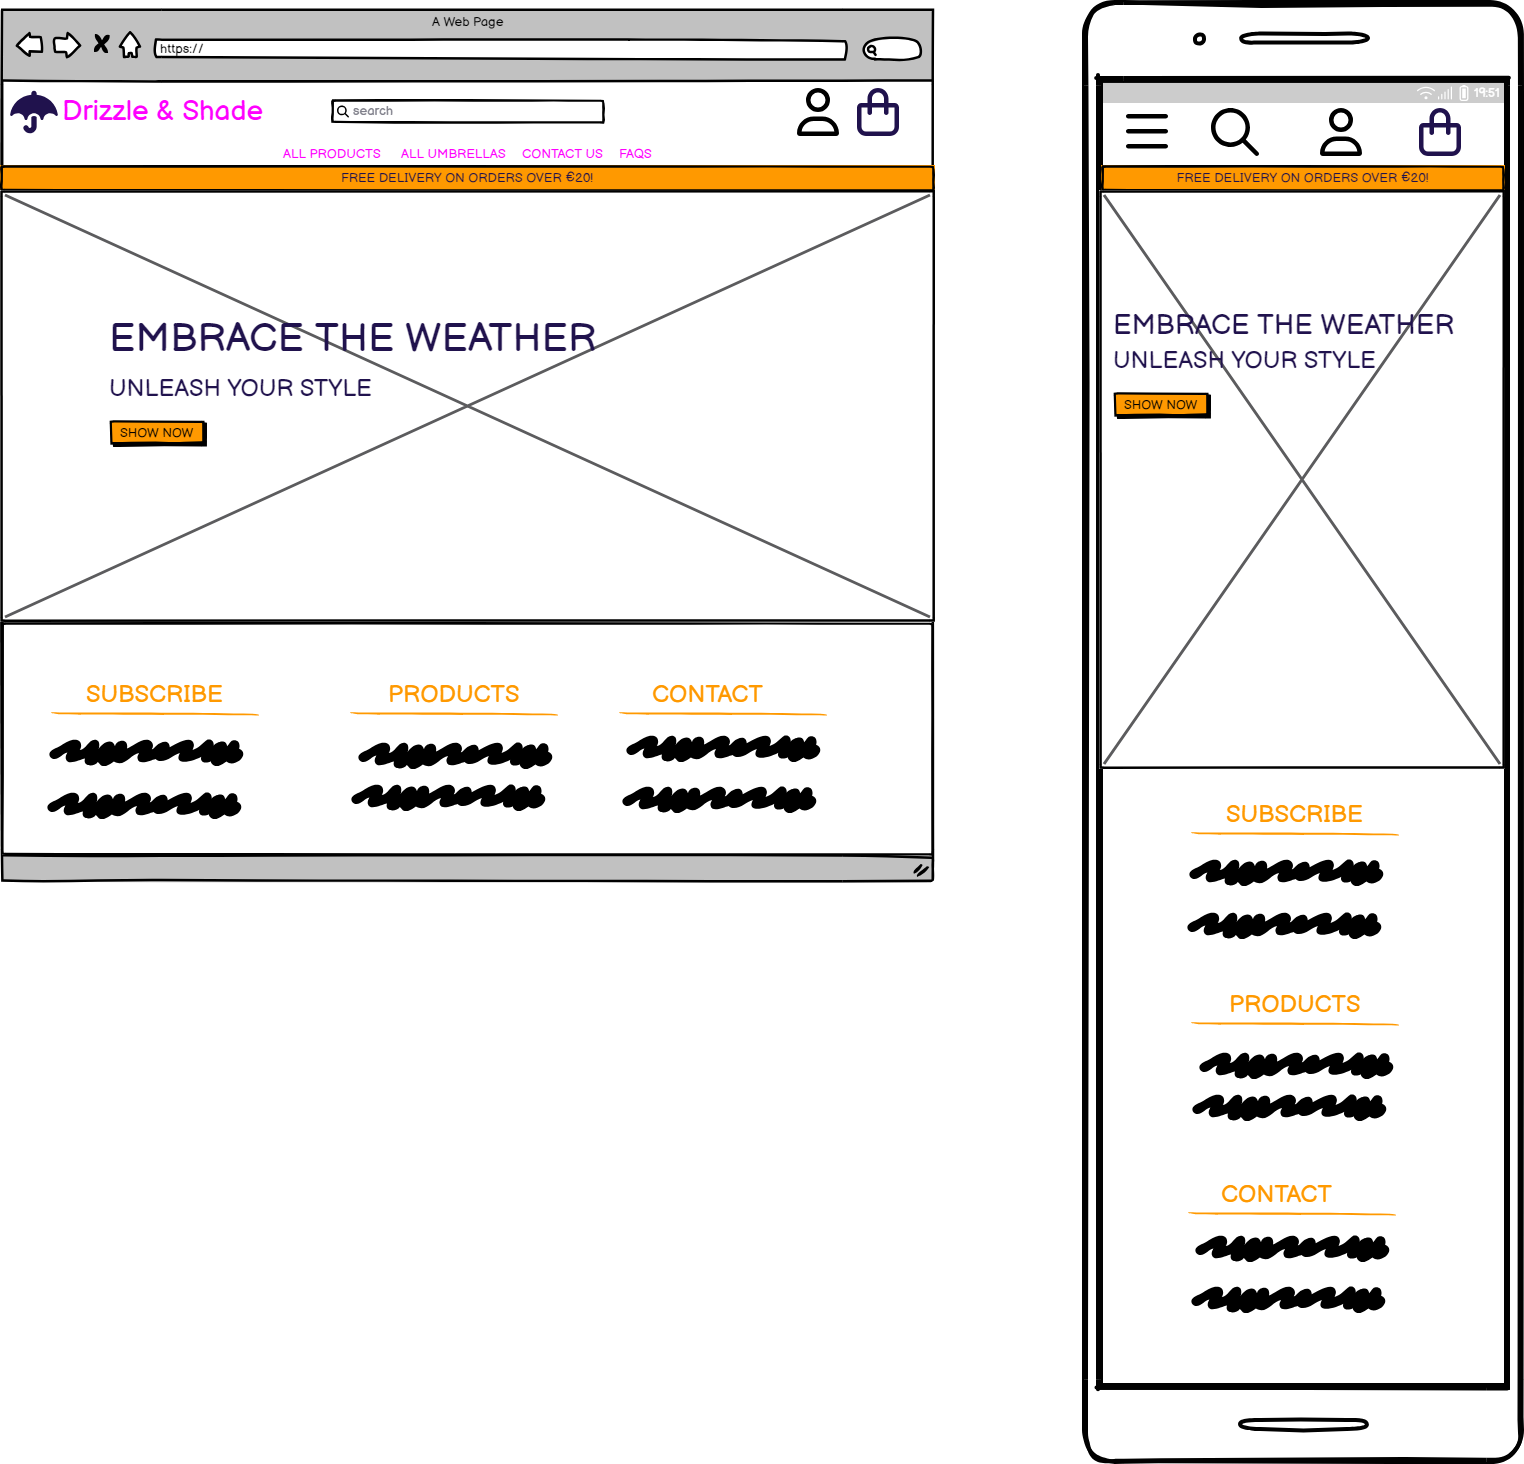 A Web Page
https://
Drizzle & Shade
search
ALL PRODUCTS ALL UMBRELLAS CONTACT US FAQS
FREE DELIVERY ON ORDERS OVER €20!
EMBRACE THE WEATHER
UNLEASH YOUR STYLE
SHOW NOW
SUBSCRIBE PRODUCTS CONTACT
19:51
FREE DELIVERY ON ORDERS OVER €20!
EMBRACE THE WEATHER
UNLEASH YOUR STYLE
SHOW NOW
SUBSCRIBE
PRODUCTS
CONTACT